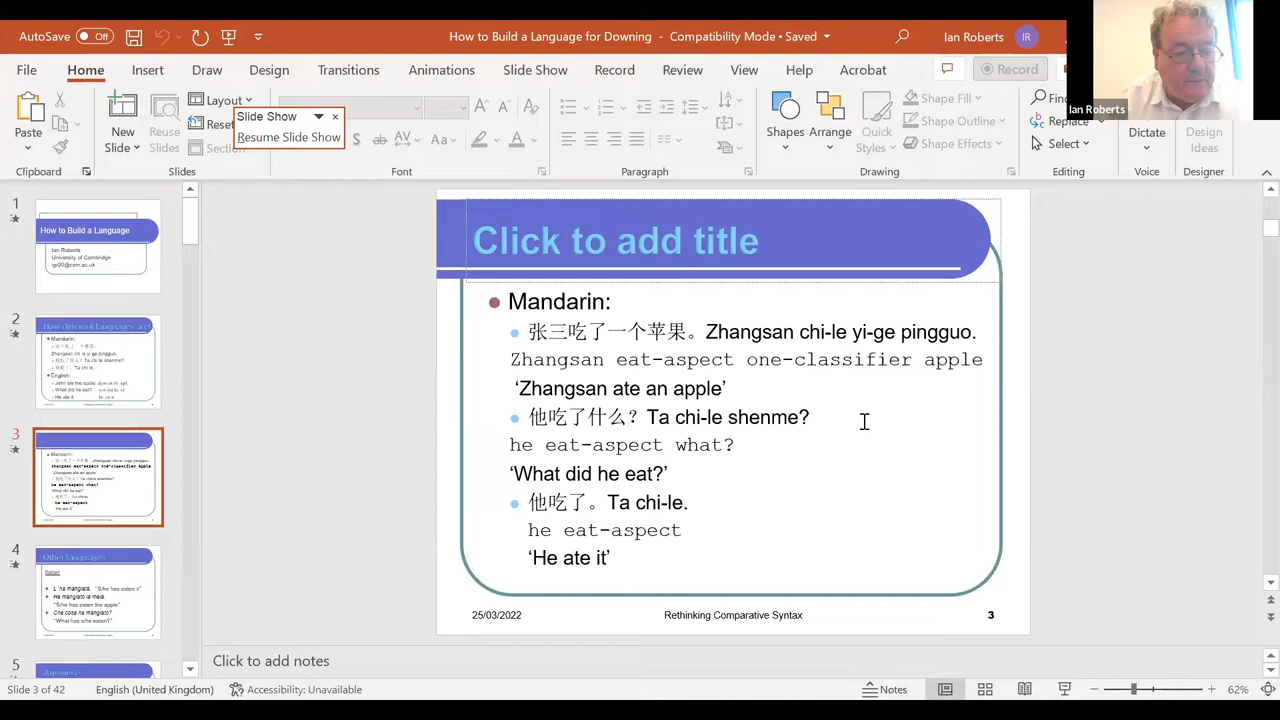 AutoSave Off
How to Build a Language for Downing - Compatibility Mode • Saved
Ian Roberts IR
File Home Insert Draw Design Transitions Animations Slide Show Record Review View Help Acrobat
Record
Ian Roberts
Paste
New Slide
Reuse Slides
Layout
Reset
Section
Slide Show
Resume Slide Show
Shapes
Arrange
Quick Styles
Shape Fill
Shape Outline
Shape Effects
Replace
Select
Dictate
Design Ideas
Clipboard Slides Font Paragraph Drawing Editing Voice Designer
1
How to Build a Language
Ian Roberts
University of Cambridge
igr20@cam.ac.uk
2
3
4
Other languages
Italian
5
Japanese
Click to add title
Mandarin:
张三吃了一个苹果。Zhangsan chi-le yi-ge pingguo.
Zhangsan eat-aspect one-classifier apple
‘Zhangsan ate an apple’
他吃了什么？Ta chi-le shenme?
he eat-aspect what?
‘What did he eat?’
他吃了。Ta chi-le.
he eat-aspect
‘He ate it’
25/03/2022 Rethinking Comparative Syntax 3
Click to add notes
Slide 3 of 42 English (United Kingdom) Accessibility: Unavailable Notes 62%